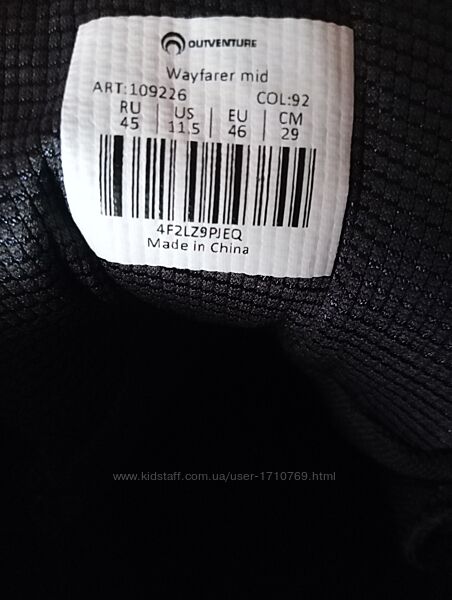 OUTVENTURE
Wayfarer mid
ART:109226 COL:92
RU US EU CM
45 11.5 46 29
4F2LZ9PJEQ
Made in China
www.kidstaff.com.ua/user-1710769.html